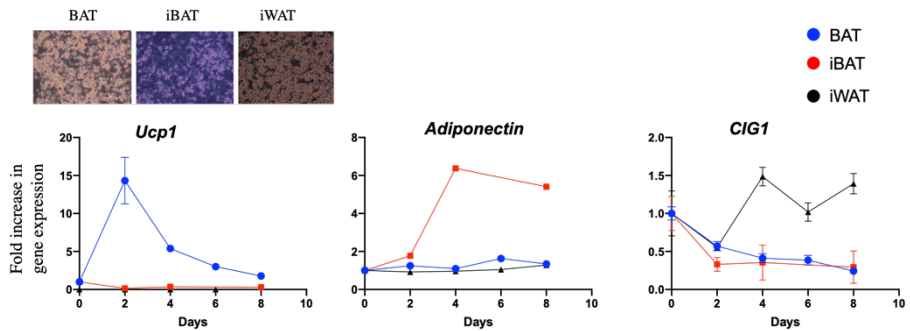 BAT iBAT iWAT
BAT
iBAT
iWAT
Ucp1 Adiponectin CIG1
Fold increase in
gene expression
20
15
10
5
0
0 2 4 6 8 10
Days
8
6
4
2
0
0 2 4 6 8 10
Days
2.0
1.5
1.0
0.5
0.0
0 2 4 6 8 10
Days